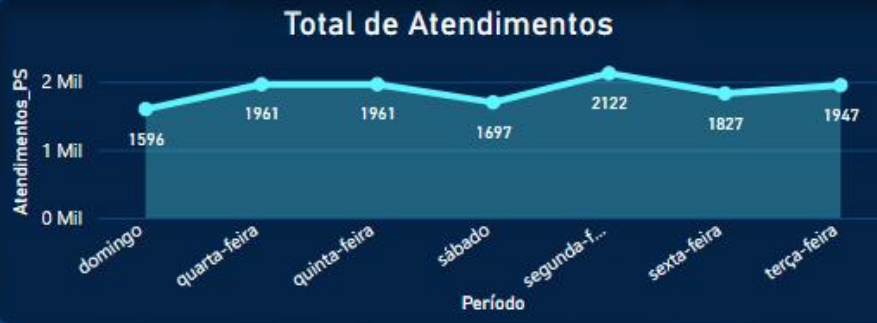 Total de Atendimentos
Atendimentos_PS
2 Mil
1 Mil
0 Mil
1596
1961
1961
1697
2122
1827
1947
domingo
quarta-feira
quinta-feira
sábado
segunda-f...
sexta-feira
terça-feira
Período